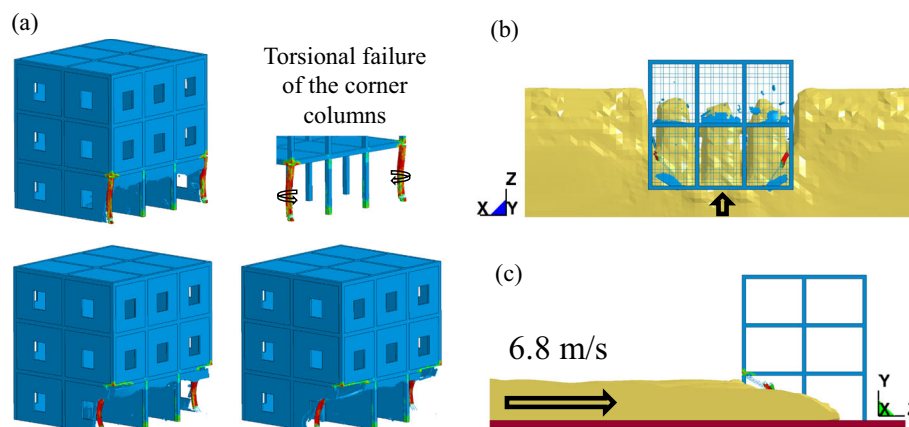 (a)
Torsional failure
of the corner
columns
(b)
Z
X
Y
(c)
6.8 m/s
Y
X
Z